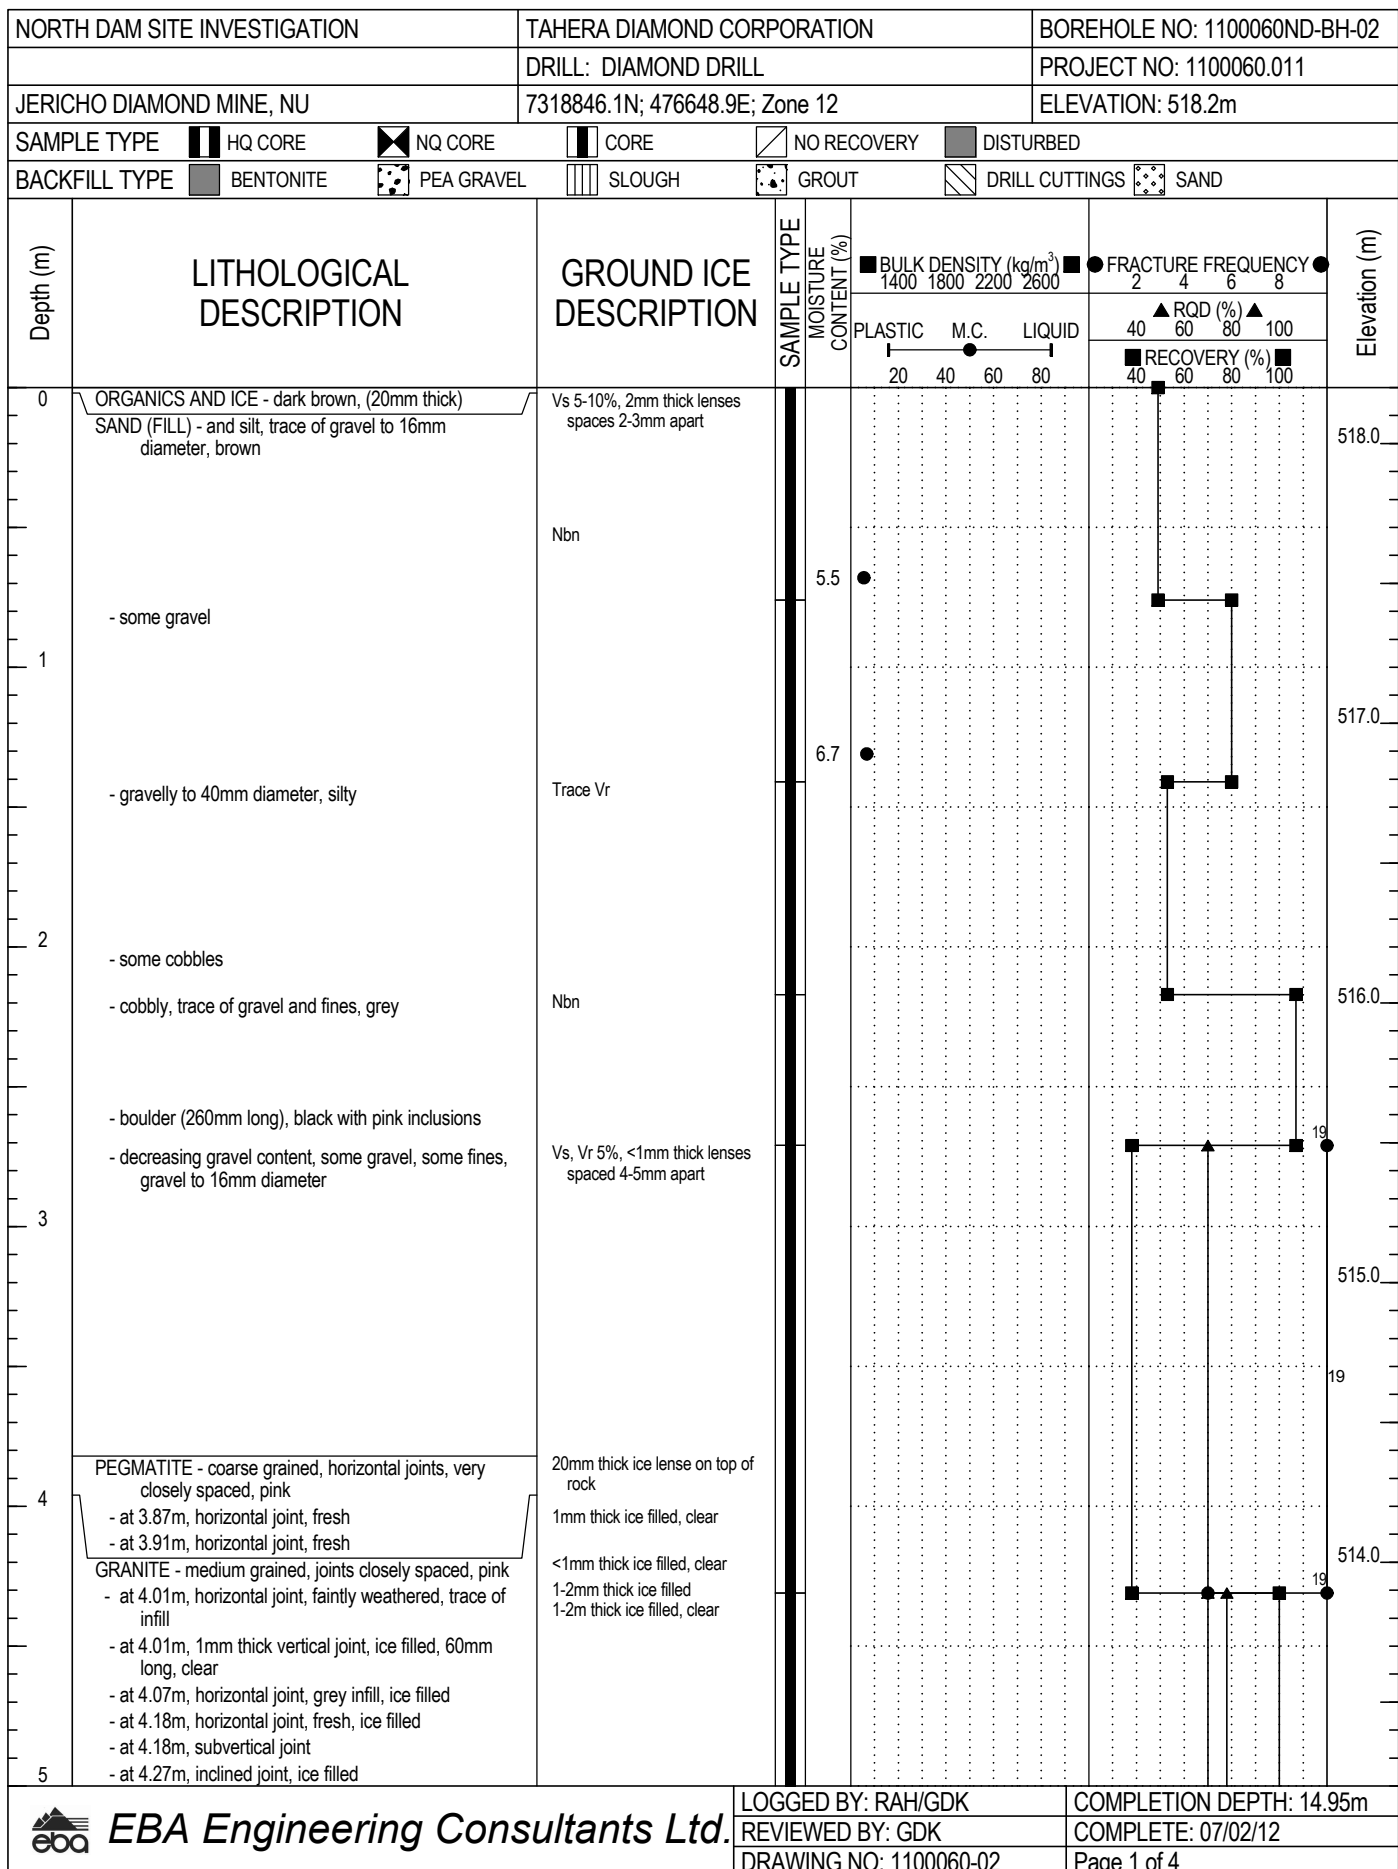 NORTH DAM SITE INVESTIGATION TAHERA DIAMOND CORPORATION BOREHOLE NO: 1100060ND-BH-02
DRILL: DIAMOND DRILL PROJECT NO: 1100060.011
JERICHO DIAMOND MINE, NU 7318846.1N; 476648.9E; Zone 12 ELEVATION: 518.2m
SAMPLE TYPE HQ CORE NQ CORE CORE NO RECOVERY DISTURBED
BACKFILL TYPE BENTONITE PEA GRAVEL SLOUGH GROUT DRILL CUTTINGS SAND
Depth (m)
LITHOLOGICAL
DESCRIPTION
GROUND ICE
DESCRIPTION
SAMPLE TYPE
MOISTURE
CONTENT (%)
BULK DENSITY (kg/m³)
1400 1800 2200 2600
PLASTIC M.C. LIQUID
20 40 60 80
FRACTURE FREQUENCY
2 4 6 8
RQD (%)
40 60 80 100
RECOVERY (%)
40 60 80 100
Elevation (m)
0
ORGANICS AND ICE - dark brown, (20mm thick)
SAND (FILL) - and silt, trace of gravel to 16mm
diameter, brown
- some gravel
1
- gravelly to 40mm diameter, silty
2
- some cobbles
- cobbly, trace of gravel and fines, grey
- boulder (260mm long), black with pink inclusions
- decreasing gravel content, some gravel, some fines,
gravel to 16mm diameter
3
PEGMATITE - coarse grained, horizontal joints, very
closely spaced, pink
4
- at 3.87m, horizontal joint, fresh
- at 3.91m, horizontal joint, fresh
GRANITE - medium grained, joints closely spaced, pink
- at 4.01m, horizontal joint, faintly weathered, trace of
infill
- at 4.01m, 1mm thick vertical joint, ice filled, 60mm
long, clear
- at 4.07m, horizontal joint, grey infill, ice filled
- at 4.18m, horizontal joint, fresh, ice filled
- at 4.18m, subvertical joint
- at 4.27m, inclined joint, ice filled
5
Vs 5-10%, 2mm thick lenses
spaces 2-3mm apart
Nbn
Trace Vr
Nbn
Vs, Vr 5%, <1mm thick lenses
spaced 4-5mm apart
20mm thick ice lense on top of
rock
1mm thick ice filled, clear
<1mm thick ice filled, clear
1-2mm thick ice filled
1-2m thick ice filled, clear
5.5
6.7
19
19
19
518.0
517.0
516.0
515.0
514.0
eba
EBA Engineering Consultants Ltd.
LOGGED BY: RAH/GDK COMPLETION DEPTH: 14.95m
REVIEWED BY: GDK COMPLETE: 07/02/12
DRAWING NO: 1100060-02 Page 1 of 4